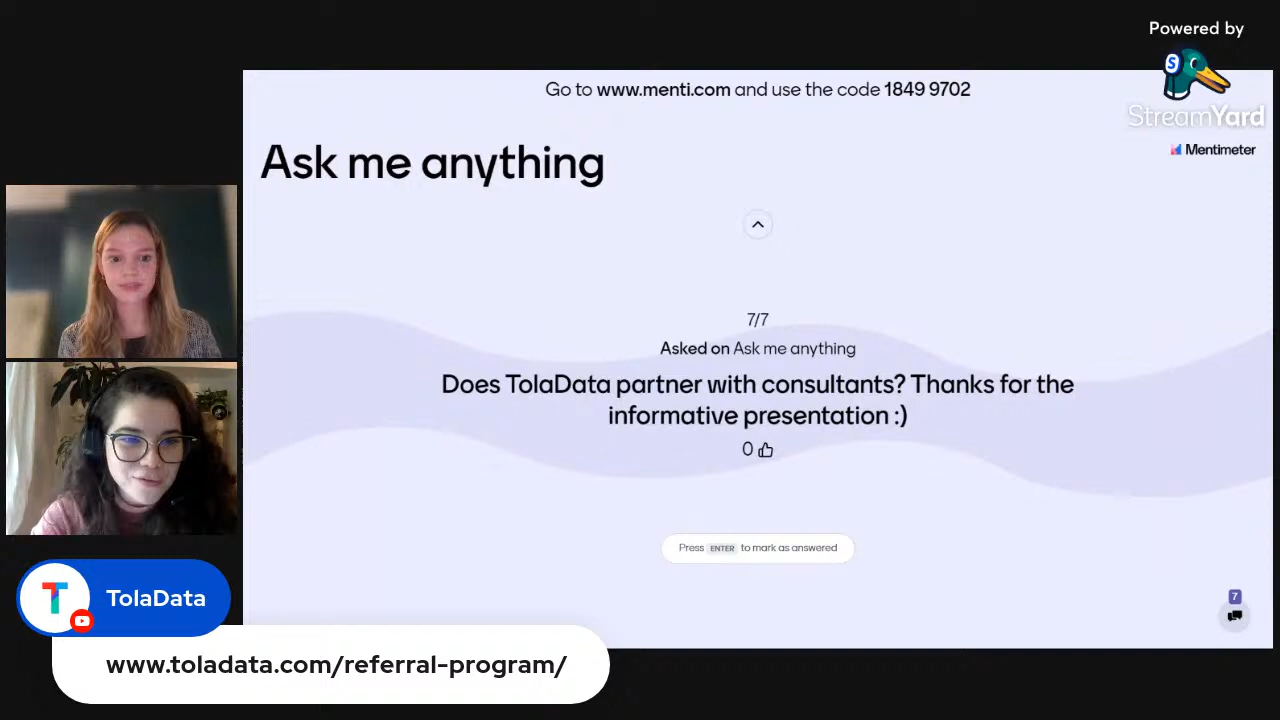 Powered by
StreamYard
Go to www.menti.com and use the code 1849 9702
Mentimeter
Ask me anything
7/7
Asked on Ask me anything
Does TolaData partner with consultants? Thanks for the
informative presentation :)
0
Press ENTER to mark as answered
7
T
TolaData
www.toladata.com/referral-program/